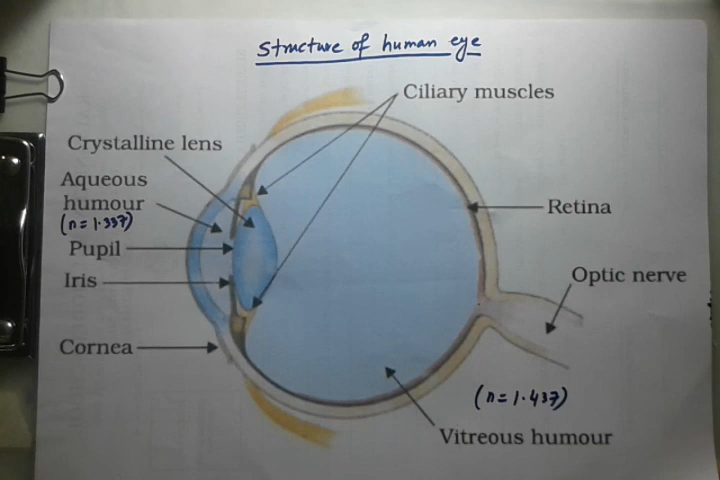 Structure of human eye
Ciliary muscles
Crystalline lens
Aqueous
humour
(n=1.337)
Pupil
Iris
Cornea
Retina
Optic nerve
(n=1.437)
Vitreous humour